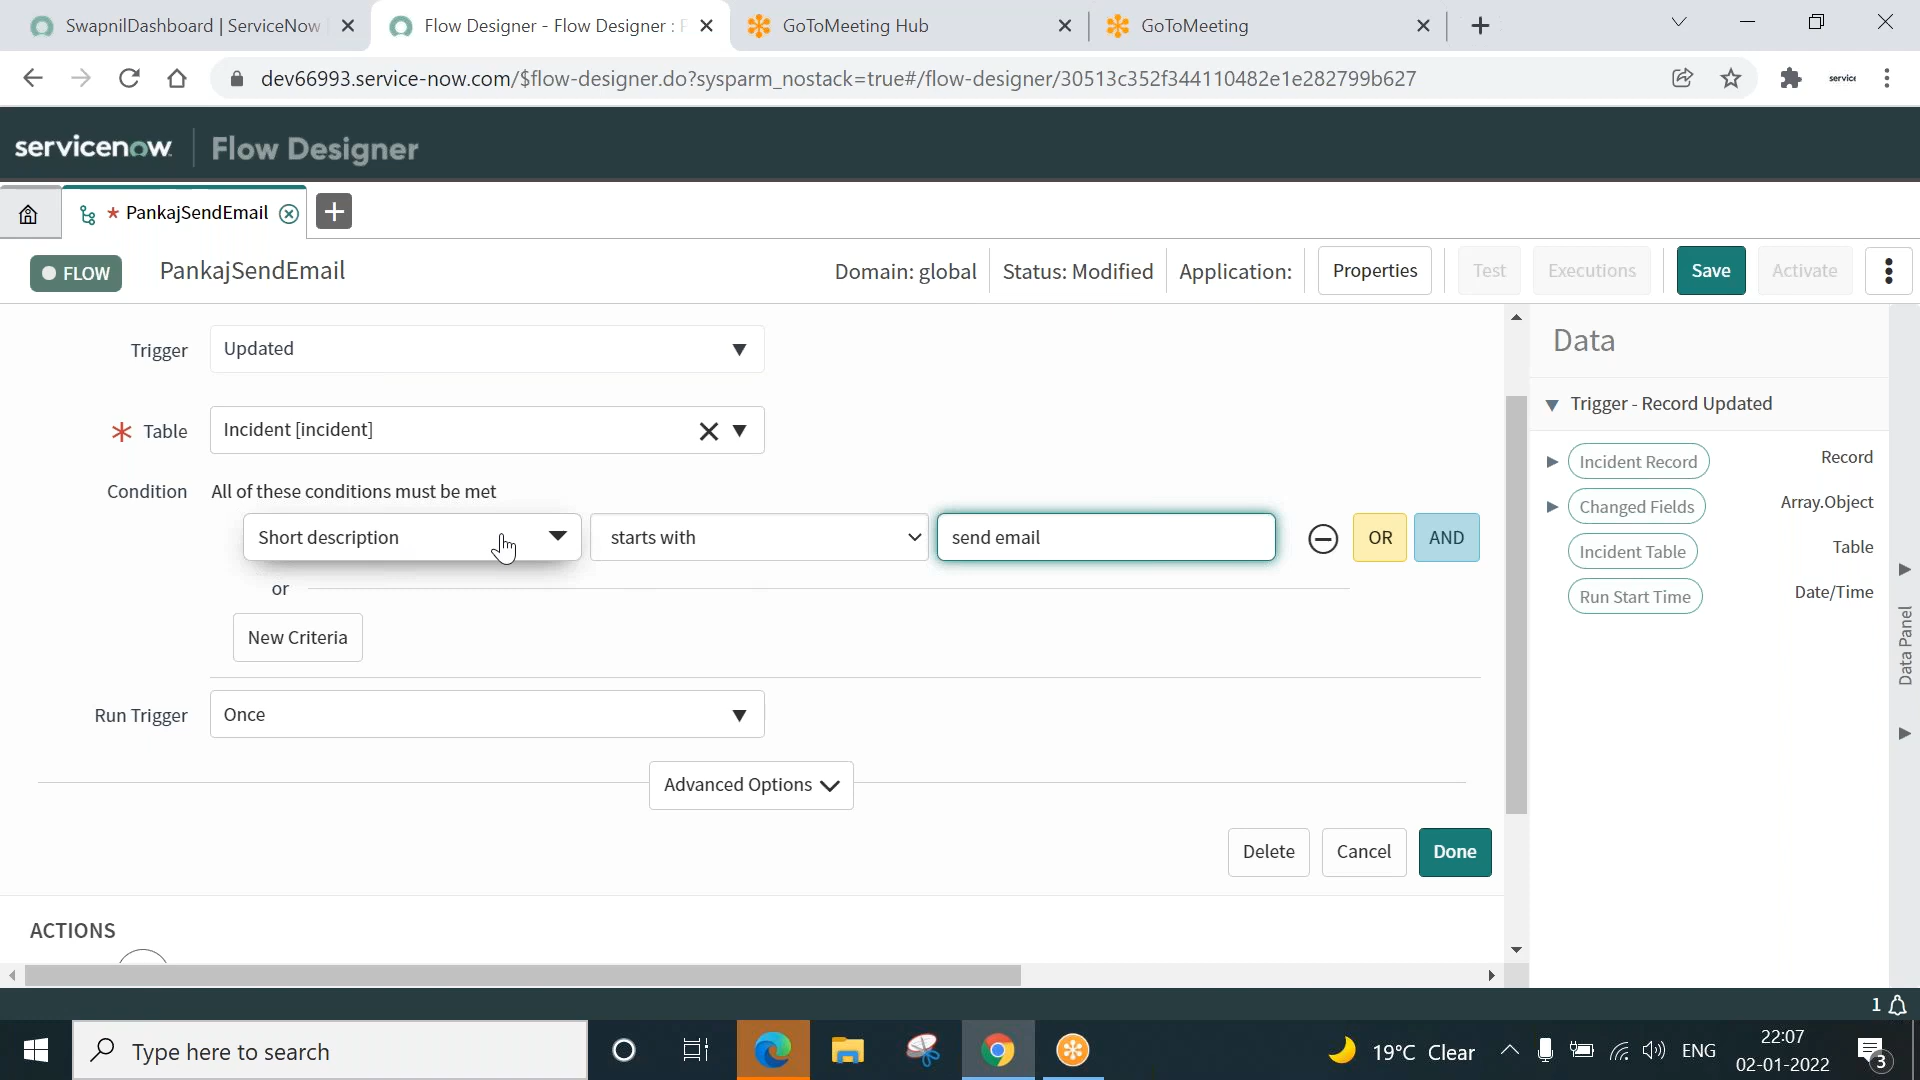 SwapnilDashboard | ServiceNow
Flow Designer - Flow Designer :
GoToMeeting Hub
GoToMeeting
dev66993.service-now.com/$flow-designer.do?sysparm_nostack=true#/flow-designer/30513c352f344110482e1e282799b627
service
servicenow
Flow Designer
* PankajSendEmail
FLOW
PankajSendEmail
Domain: global
Status: Modified
Application:
Properties
Test
Executions
Save
Activate
Trigger
Updated
Table
Incident [incident]
Condition
All of these conditions must be met
Short description
starts with
send email
OR
AND
or
New Criteria
Run Trigger
Once
Advanced Options
Delete
Cancel
Done
ACTIONS
Data
Trigger - Record Updated
Incident Record
Record
Changed Fields
Array.Object
Incident Table
Table
Run Start Time
Date/Time
Data Panel
1
Type here to search
19°C Clear
ENG
22:07
02-01-2022
3